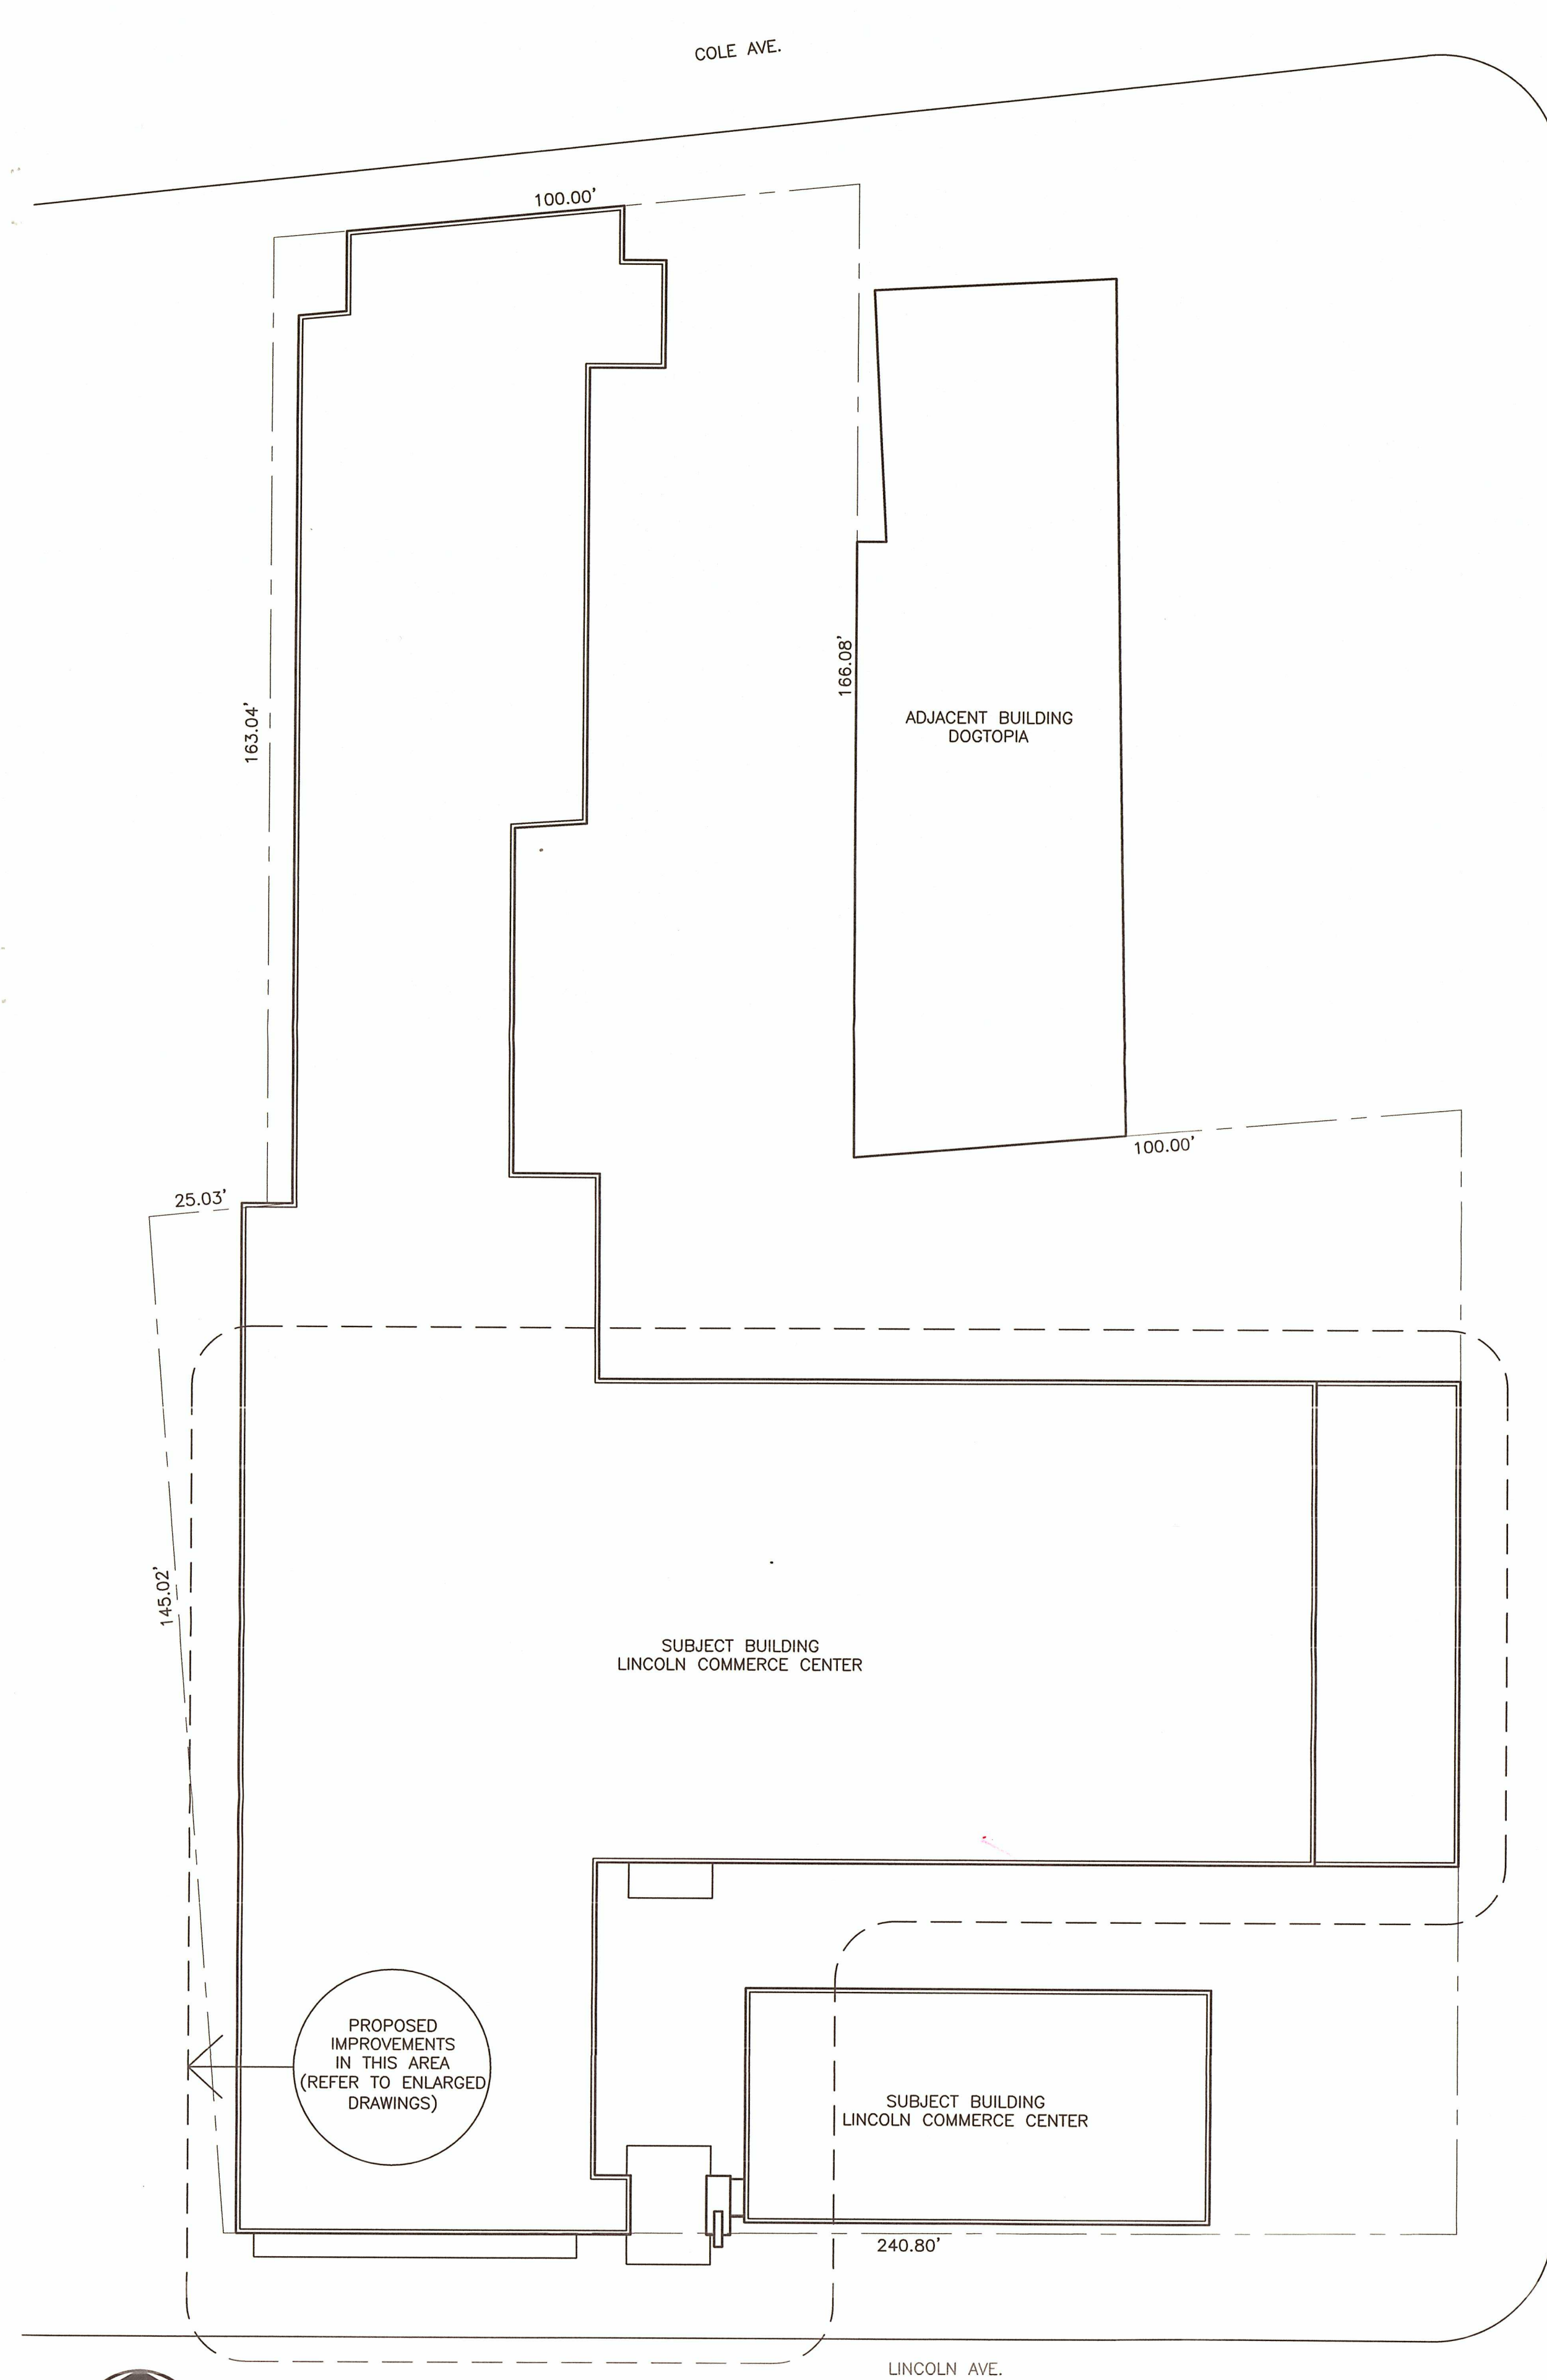 COLE AVE.
100.00'
166.08'
163.04'
ADJACENT BUILDING
DOGTOPIA
100.00'
25.03'
145.02'
SUBJECT BUILDING
LINCOLN COMMERCE CENTER
PROPOSED
IMPROVEMENTS
IN THIS AREA
(REFER TO ENLARGED
DRAWINGS)
SUBJECT BUILDING
LINCOLN COMMERCE CENTER
240.80'
LINCOLN AVE.